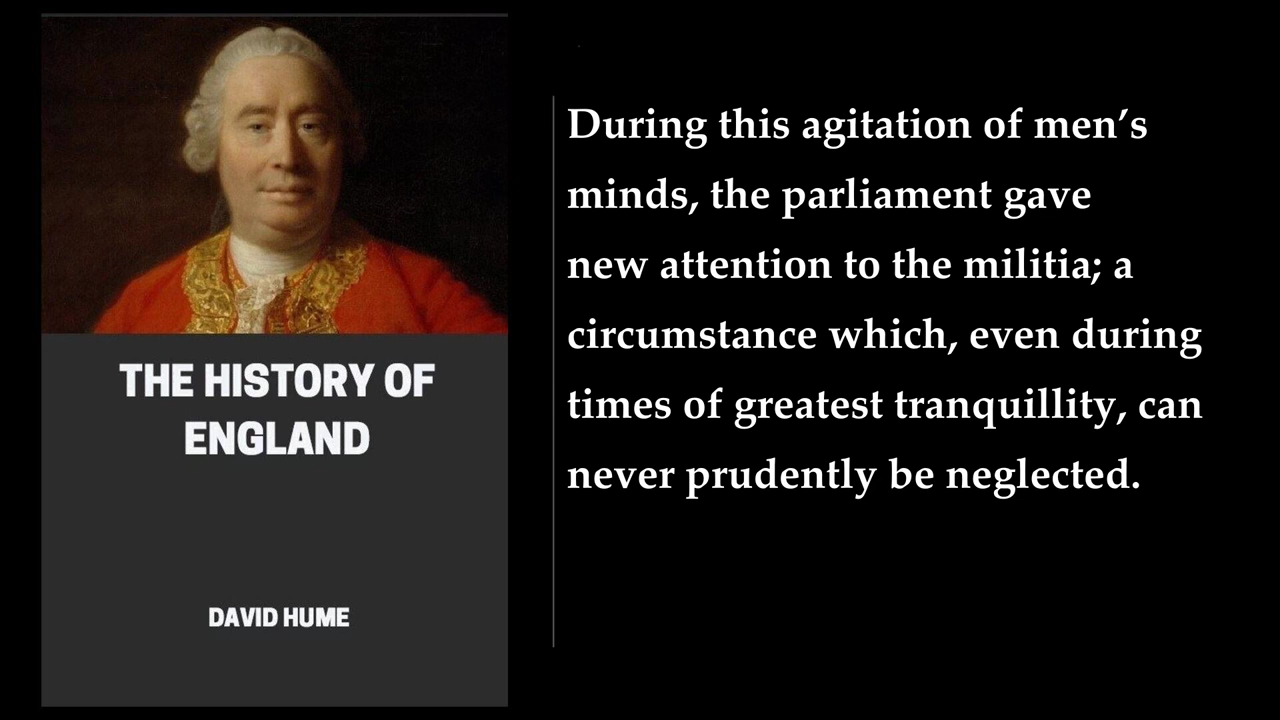 THE HISTORY OF
ENGLAND
DAVID HUME
During this agitation of men’s
minds, the parliament gave
new attention to the militia; a
circumstance which, even during
times of greatest tranquillity, can
never prudently be neglected.